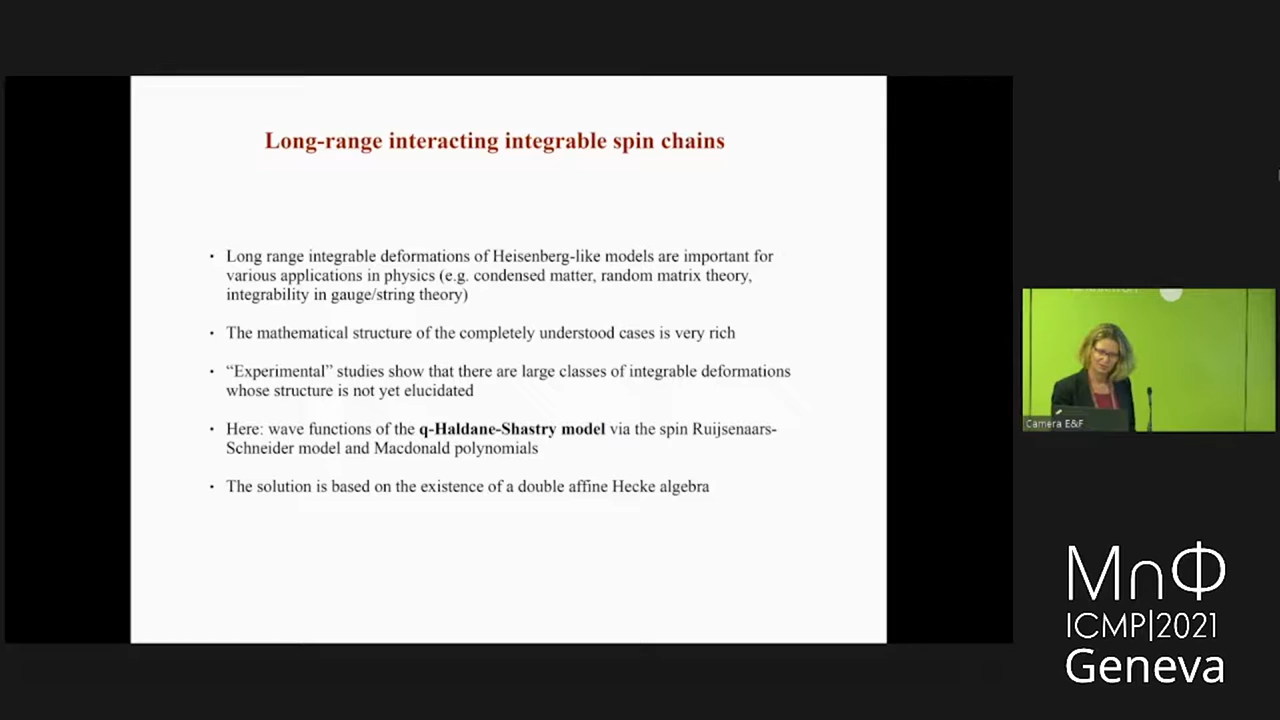 Long-range interacting integrable spin chains
• Long range integrable deformations of Heisenberg-like models are important for
various applications in physics (e.g. condensed matter, random matrix theory,
integrability in gauge/string theory)
• The mathematical structure of the completely understood cases is very rich
• “Experimental” studies show that there are large classes of integrable deformations
whose structure is not yet elucidated
• Here: wave functions of the q-Haldane-Shastry model via the spin Ruijsenaars-
Schneider model and Macdonald polynomials
• The solution is based on the existence of a double affine Hecke algebra
Camera E&F
M∩Φ
ICMP|2021
Geneva